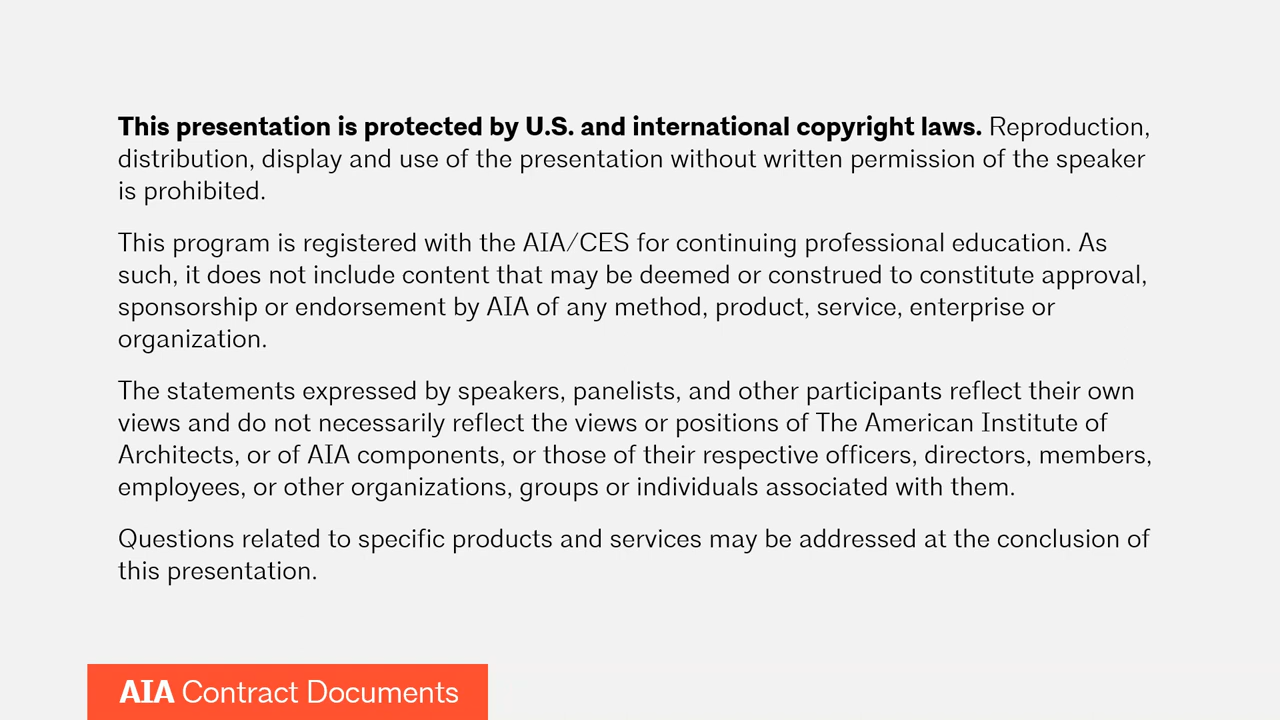 This presentation is protected by U.S. and international copyright laws. Reproduction,
distribution, display and use of the presentation without written permission of the speaker
is prohibited.
This program is registered with the AIA/CES for continuing professional education. As
such, it does not include content that may be deemed or construed to constitute approval,
sponsorship or endorsement by AIA of any method, product, service, enterprise or
organization.
The statements expressed by speakers, panelists, and other participants reflect their own
views and do not necessarily reflect the views or positions of The American Institute of
Architects, or of AIA components, or those of their respective officers, directors, members,
employees, or other organizations, groups or individuals associated with them.
Questions related to specific products and services may be addressed at the conclusion of
this presentation.
AIA Contract Documents